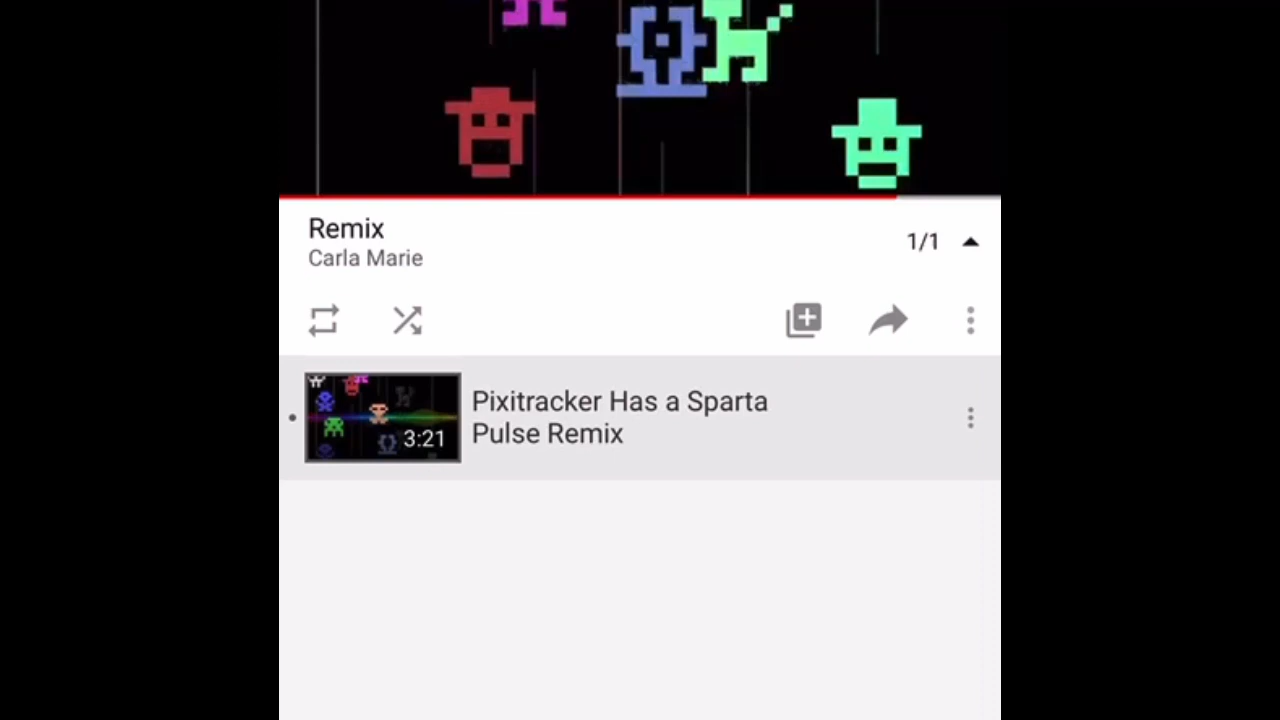 Remix
Carla Marie
1/1
3:21
Pixitracker Has a Sparta
Pulse Remix